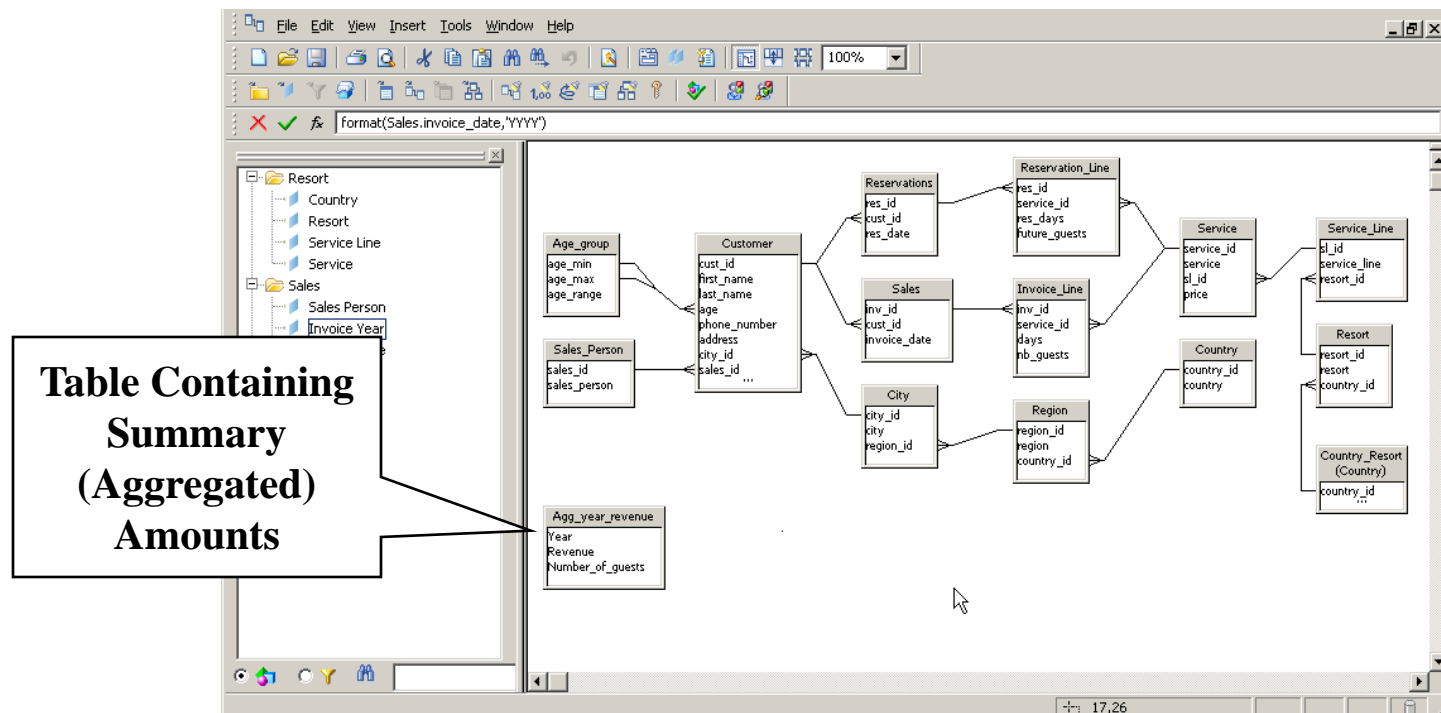 File Edit View Insert Tools Window Help
100%
1,00
fx format(Sales.invoice_date,'YYYY')
Resort
Country
Resort
Service Line
Service
Sales
Sales Person
Invoice Year
Table Containing
Summary
(Aggregated)
Amounts
Age_group
age_min
age_max
age_range
Sales_Person
sales_id
sales_person
Customer
cust_id
first_name
last_name
age
phone_number
address
city_id
sales_id
...
Reservations
res_id
cust_id
res_date
Sales
inv_id
cust_id
invoice_date
City
city_id
city
region_id
Reservation_Line
res_id
service_id
res_days
future_guests
Invoice_Line
inv_id
service_id
days
nb_guests
Region
region_id
region
country_id
Service
service_id
service
sl_id
price
Country
country_id
country
Service_Line
sl_id
service_line
resort_id
Resort
resort_id
resort
country_id
Country_Resort
(Country)
country_id
...
Agg_year_revenue
Year
Revenue
Number_of_guests
17,26